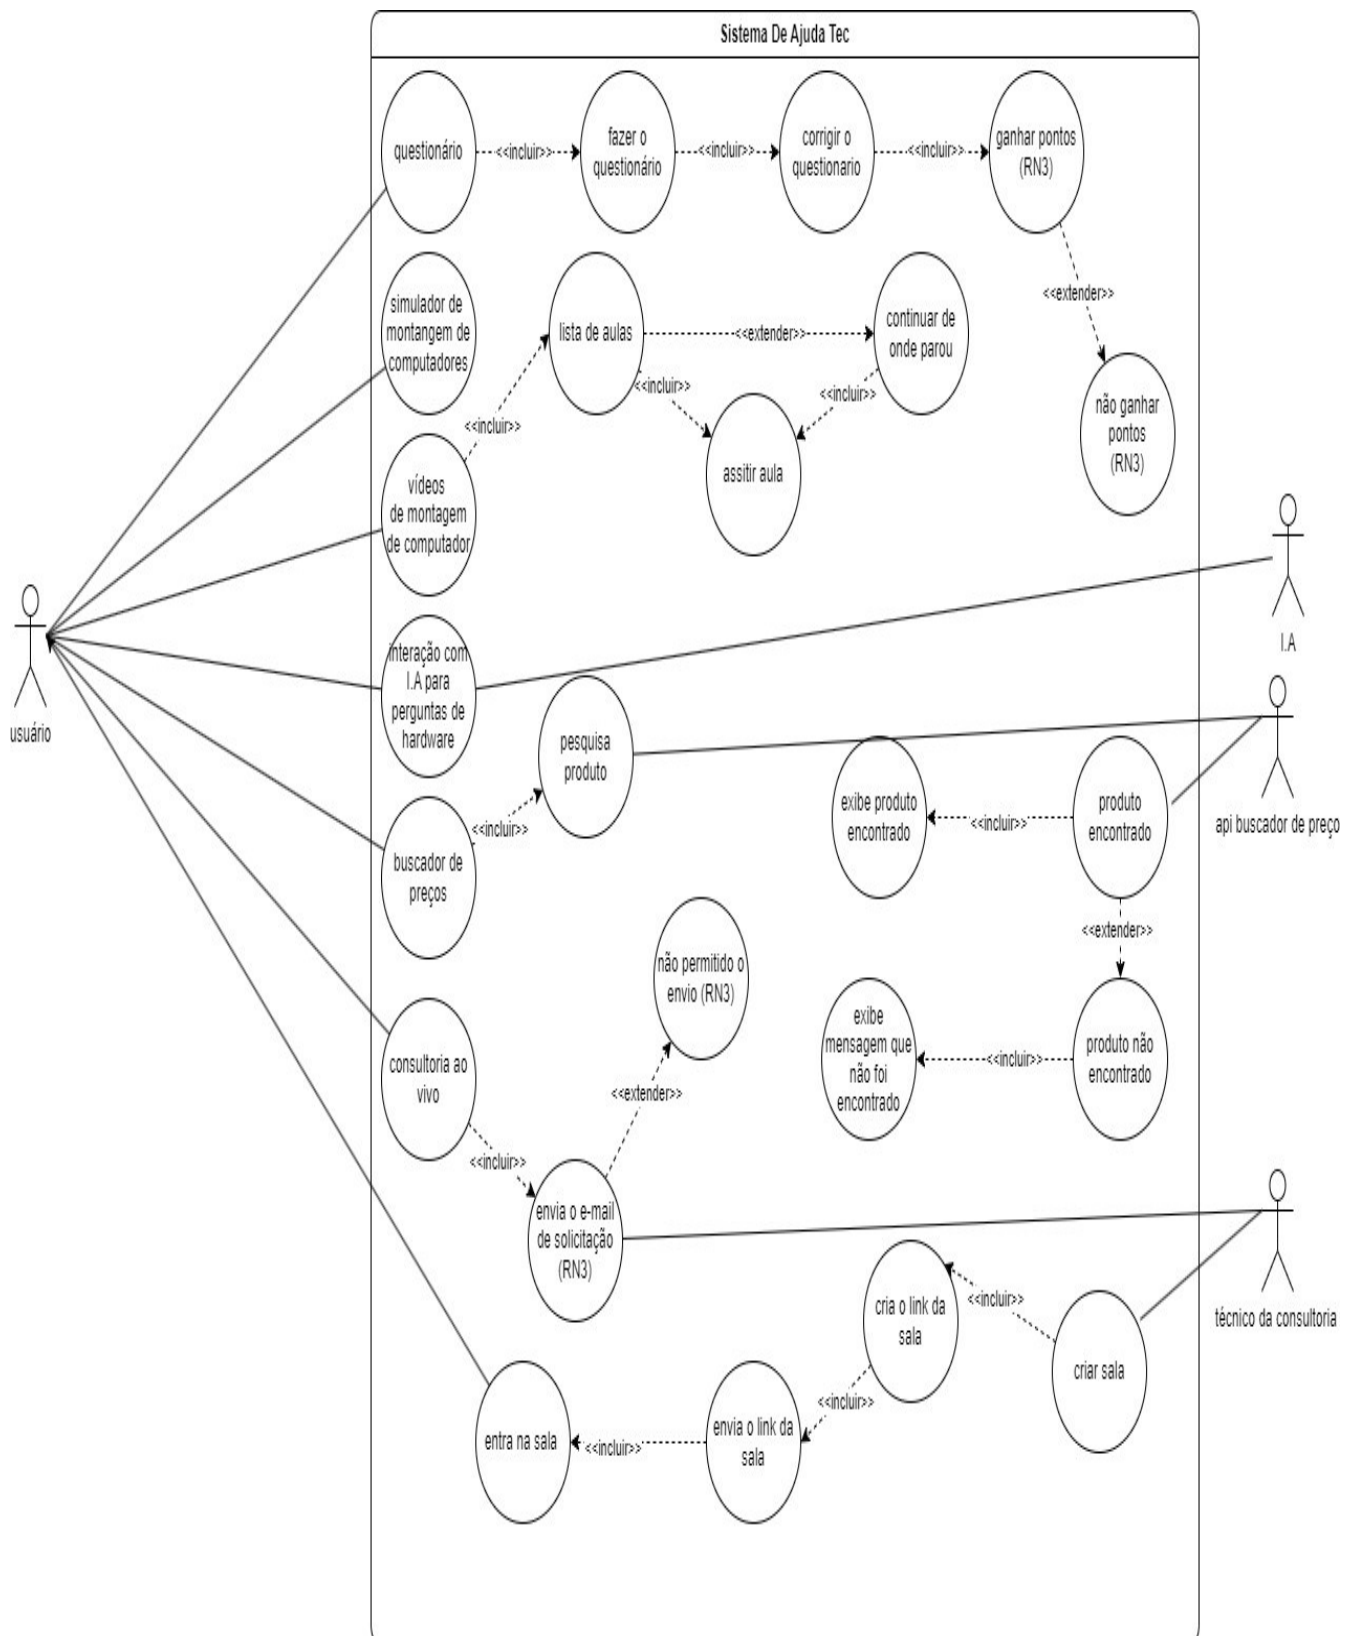 Sistema De Ajuda Tec
questionário
<<incluir>>
fazer o
questionário
<<incluir>>
corrigir o
questionario
<<incluir>>
ganhar pontos
(RN3)
<<extender>>
não ganhar
pontos
(RN3)
simulador de
montangem de
computadores
lista de aulas
<<extender>>
continuar de
onde parou
<<incluir>>
<<incluir>>
<<incluir>>
assitir aula
vídeos
de montagem
de computador
I.A
usuário
interação com
I.A para
perguntas de
hardware
pesquisa
produto
<<incluir>>
exibe produto
encontrado
<<incluir>>
produto
encontrado
api buscador de preço
buscador de
preços
<<extender>>
não permitido o
envio (RN3)
exibe
mensagem que
não foi
encontrado
<<incluir>>
produto não
encontrado
consultoria ao
vivo
<<extender>>
<<incluir>>
envia o e-mail
de solicitação
(RN3)
cria o link da
sala
<<incluir>>
criar sala
técnico da consultoria
<<incluir>>
envia o link da
sala
<<incluir>>
entra na sala